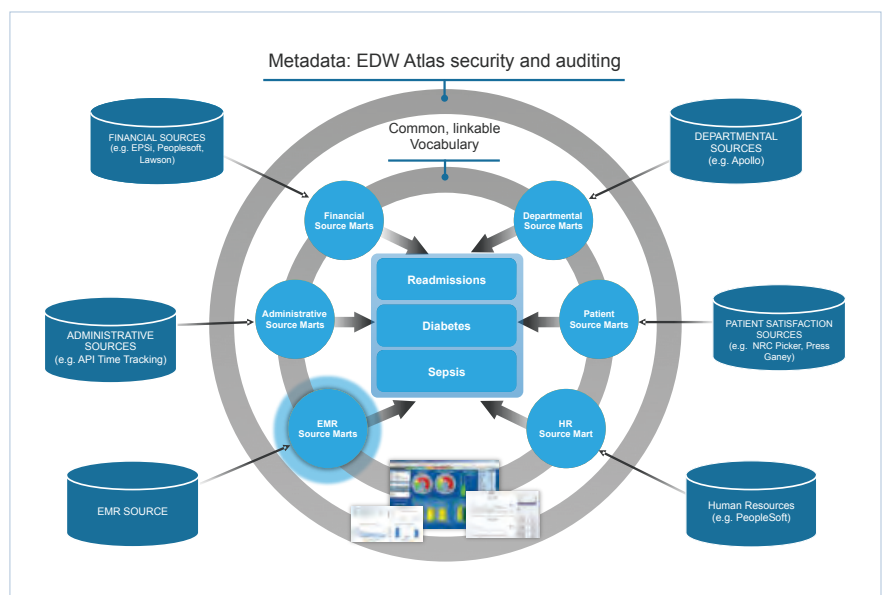 Metadata: EDW Atlas security and auditing
Common, linkable
Vocabulary
FINANCIAL SOURCES
(e.g. EPSi, Peoplesoft,
Lawson)
DEPARTMENTAL
SOURCES
(e.g. Apollo)
Financial
Source Marts
Departmental
Source Marts
Readmissions
ADMINISTRATIVE
SOURCES
(e.g. API Time Tracking)
Administrative
Source Marts
Diabetes
Patient
Source Marts
PATIENT SATISFACTION
SOURCES
(e.g. NRC Picker, Press
Ganey)
Sepsis
EMR
Source Marts
HR
Source Mart
EMR SOURCE
Human Resources
(e.g. PeopleSoft)